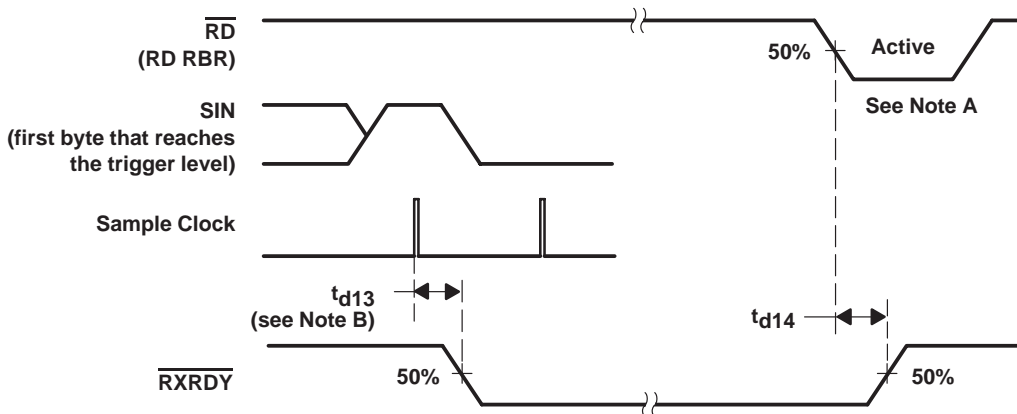 RD
(RD RBR)
50%
Active
See Note A
SIN
(first byte that reaches
the trigger level)
Sample Clock
td13
(see Note B)
td14
RXRDY
50%
50%